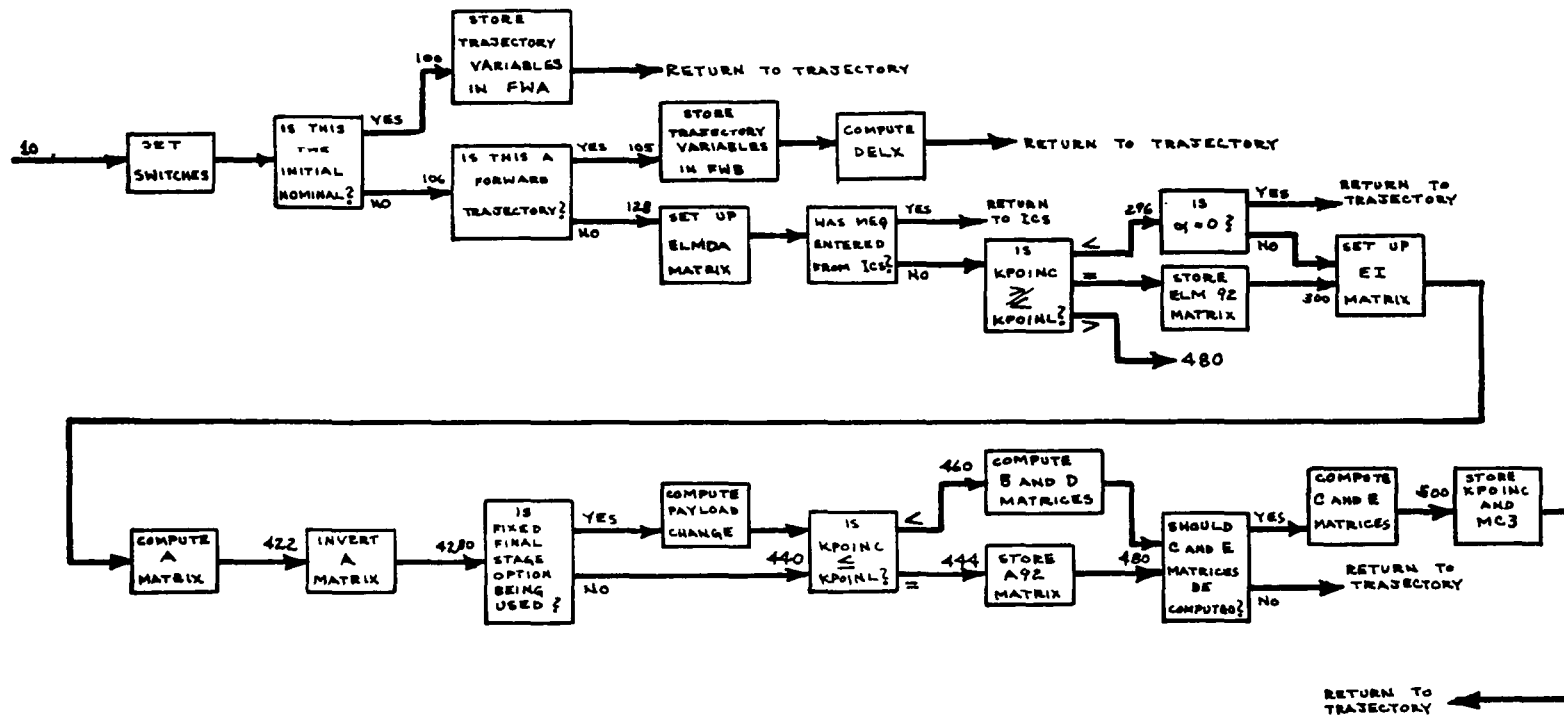 10
SET
SWITCHES
IS THIS
THE
INITIAL
NOMINAL?
YES
NO
100
STORE
TRAJECTORY
VARIABLES
IN FWA
RETURN TO TRAJECTORY
106
IS THIS A
FORWARD
TRAJECTORY?
YES
NO
105
STORE
TRAJECTORY
VARIABLES
IN FWB
COMPUTE
DELX
RETURN TO TRAJECTORY
128
SET UP
ELMDA
MATRIX
WAS MEQ
ENTERED
FROM ICS?
YES
NO
RETURN
TO ICS
IS
KPOINC
⋛
KPOINL?
<
=
>
480
296
IS
α=0?
YES
NO
RETURN TO
TRAJECTORY
STORE
ELM 92
MATRIX
300
SET UP
EI
MATRIX
COMPUTE
A
MATRIX
422
INVERT
A
MATRIX
4280
IS
FIXED
FINAL
STAGE
OPTION
BEING
USED?
YES
NO
COMPUTE
PAYLOAD
CHANGE
440
IS
KPOINC
≤
KPOINL?
<
=
460
COMPUTE
B AND D
MATRICES
444
STORE
A92
MATRIX
480
SHOULD
C AND E
MATRICES
BE
COMPUTED?
YES
NO
COMPUTE
C AND E
MATRICES
500
STORE
KPOINC
AND
MC3
RETURN TO
TRAJECTORY
RETURN TO
TRAJECTORY